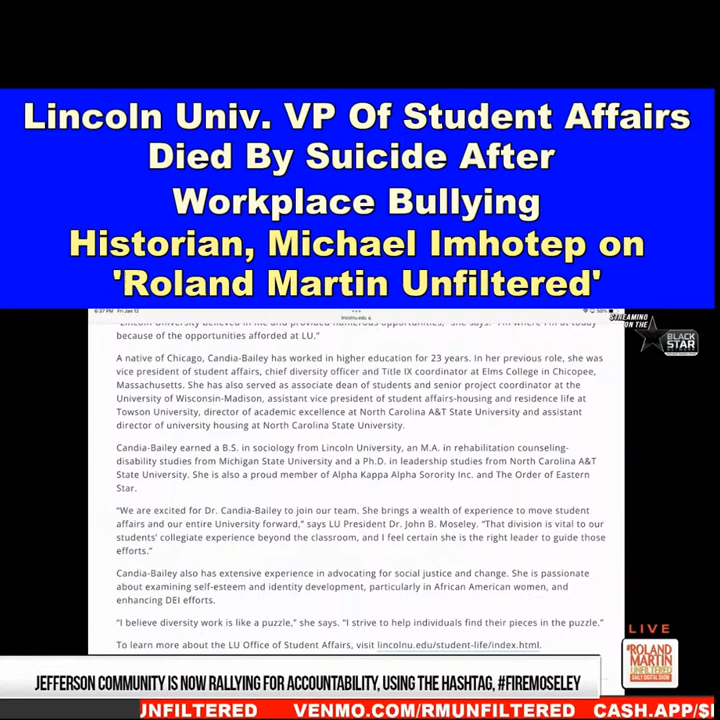 Lincoln Univ. VP Of Student Affairs
Died By Suicide After
Workplace Bullying
Historian, Michael Imhotep on
'Roland Martin Unfiltered'
6:37 PM Fri Jan 12
•••
lincolnu.edu
50%
STREAMING
ON THE
BLACK
STAR
"Lincoln University believed in me and provided numerous opportunities," she says. "I'm where I'm at today
because of the opportunities afforded at LU."
A native of Chicago, Candia-Bailey has worked in higher education for 23 years. In her previous role, she was
vice president of student affairs, chief diversity officer and Title IX coordinator at Elms College in Chicopee,
Massachusetts. She has also served as associate dean of students and senior project coordinator at the
University of Wisconsin-Madison, assistant vice president of student affairs-housing and residence life at
Towson University, director of academic excellence at North Carolina A&T State University and assistant
director of university housing at North Carolina State University.
Candia-Bailey earned a B.S. in sociology from Lincoln University, an M.A. in rehabilitation counseling-
disability studies from Michigan State University and a Ph.D. in leadership studies from North Carolina A&T
State University. She is also a proud member of Alpha Kappa Alpha Sorority Inc. and The Order of Eastern
Star.
"We are excited for Dr. Candia-Bailey to join our team. She brings a wealth of experience to move student
affairs and our entire University forward," says LU President Dr. John B. Moseley. "That division is vital to our
students' collegiate experience beyond the classroom, and I feel certain she is the right leader to guide those
efforts."
Candia-Bailey also has extensive experience in advocating for social justice and change. She is passionate
about examining self-esteem and identity development, particularly in African American women, and
enhancing DEI efforts.
"I believe diversity work is like a puzzle," she says. "I strive to help individuals find their pieces in the puzzle."
To learn more about the LU Office of Student Affairs, visit lincolnu.edu/student-life/index.html.
LIVE
#ROLAND
MARTIN
UNFILTERED
DAILY DIGITAL SHOW
JEFFERSON COMMUNITY IS NOW RALLYING FOR ACCOUNTABILITY, USING THE HASHTAG, #FIREMOSELEY
UNFILTERED VENMO.COM/RMUNFILTERED CASH.APP/$